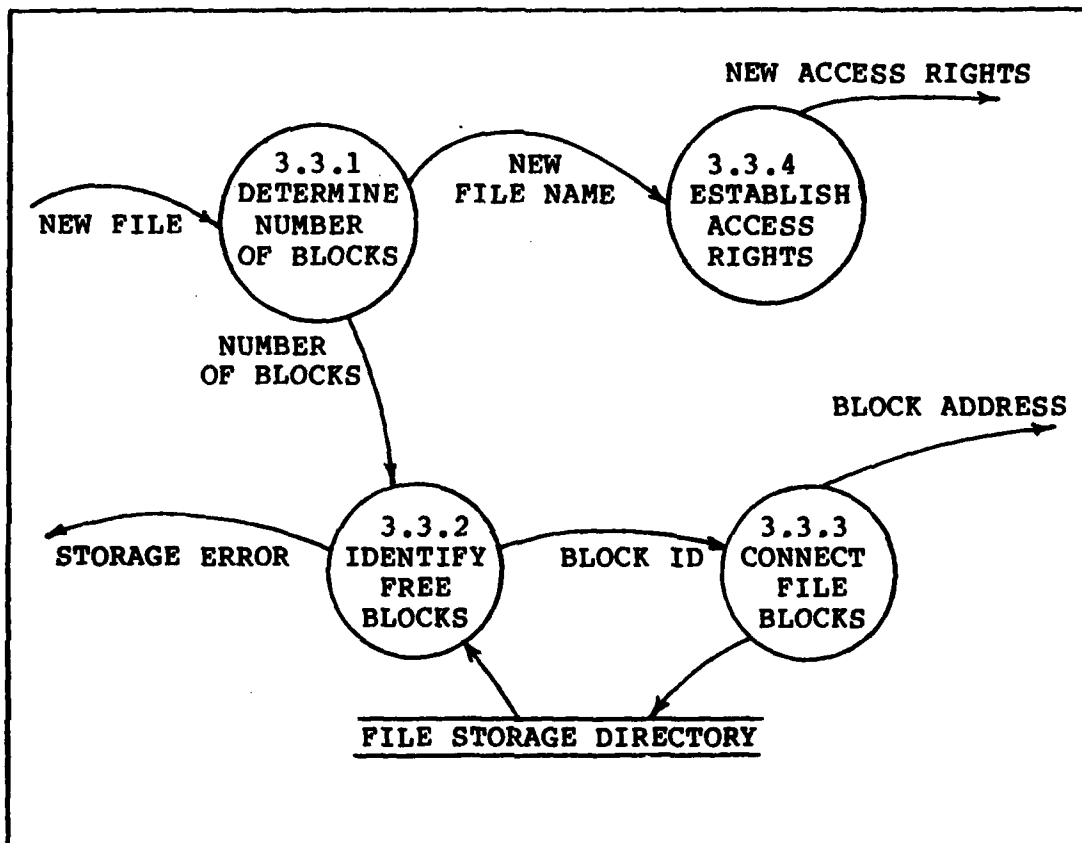 NEW ACCESS RIGHTS
3.3.1
DETERMINE
NUMBER
OF BLOCKS
NEW
FILE NAME
3.3.4
ESTABLISH
ACCESS
RIGHTS
NEW FILE
NUMBER
OF BLOCKS
BLOCK ADDRESS
STORAGE ERROR
3.3.2
IDENTIFY
FREE
BLOCKS
BLOCK ID
3.3.3
CONNECT
FILE
BLOCKS
FILE STORAGE DIRECTORY